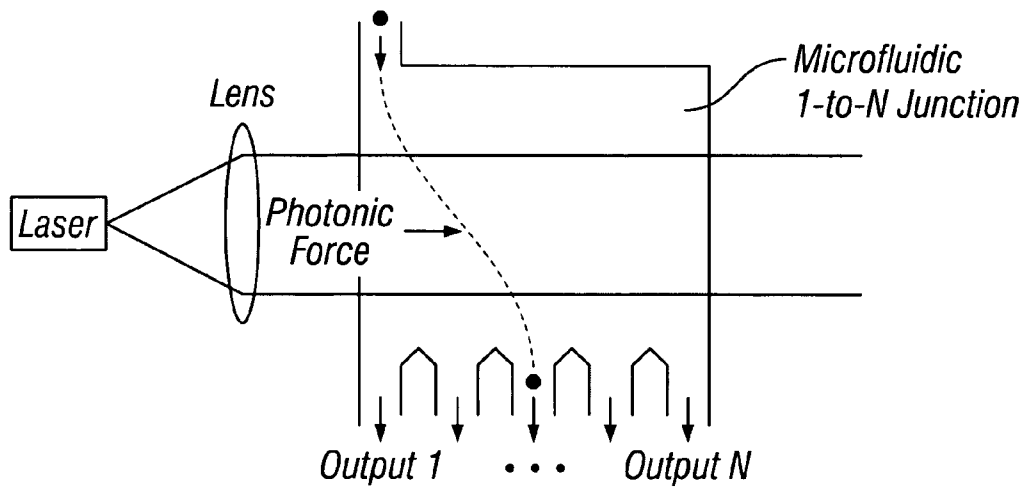 Lens
Microfluidic
1-to-N Junction
Laser
Photonic
Force
Output 1 • • • Output N